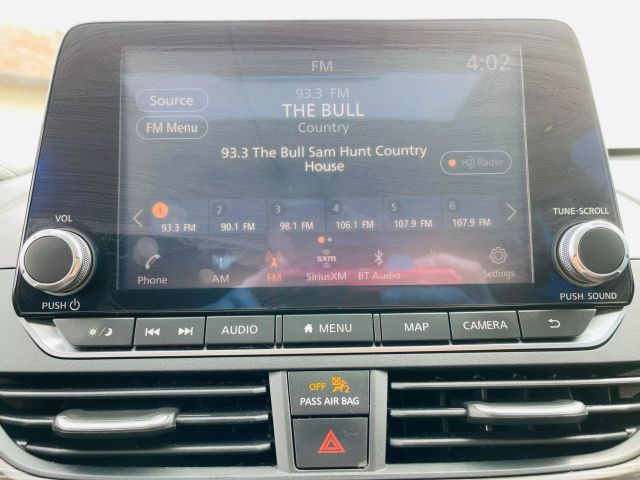 FM
4:02
Source
93.3 FM
THE BULL
FM Menu
Country
93.3 The Bull Sam Hunt Country
House
HD Radio
1 2 3 4 5 6
93.3 FM 90.1 FM 98.1 FM 106.1 FM 107.9 FM 107.9 FM
VOL
TUNE·SCROLL
Phone AM FM sxm SiriusXM BT Audio Settings
PUSH
PUSH SOUND
AUDIO MENU MAP CAMERA
OFF 2
PASS AIR BAG